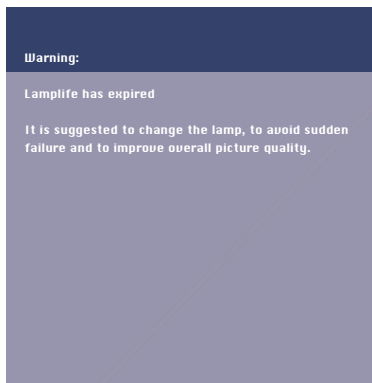 Warning:
Lamplife has expired
It is suggested to change the lamp, to avoid sudden
failure and to improve overall picture quality.